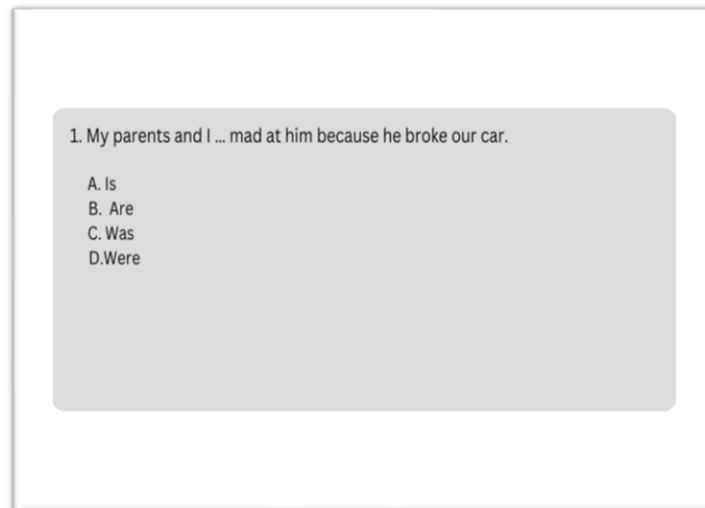 1. My parents and I ... mad at him because he broke our car.
A. Is
B. Are
C. Was
D.Were